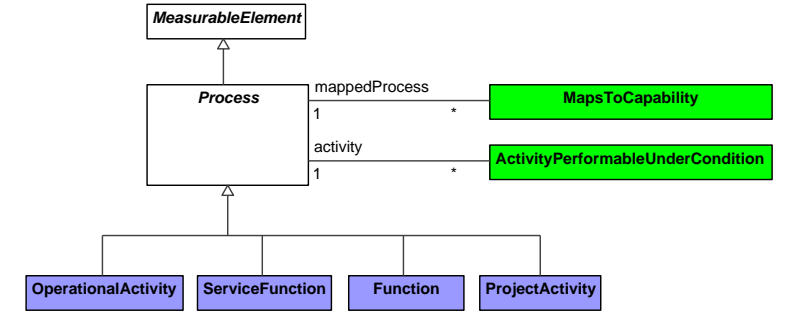 MeasurableElement
Process
mappedProcess
MapsToCapability
1
*
activity
ActivityPerformableUnderCondition
1
*
OperationalActivity
ServiceFunction
Function
ProjectActivity